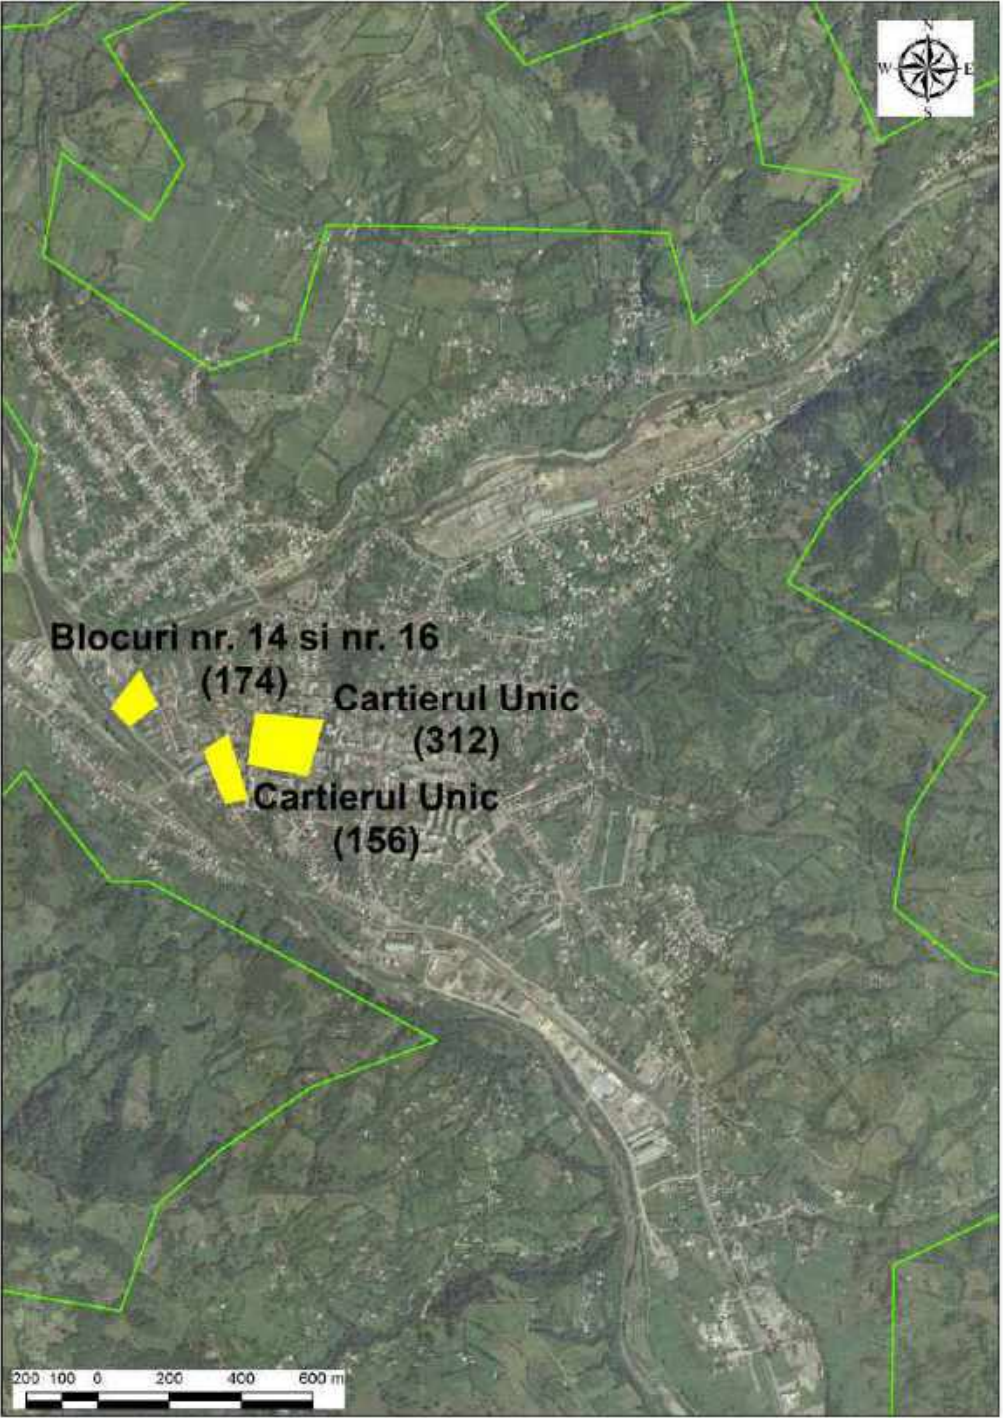 N
W E
S
Blocuri nr. 14 si nr. 16
(174)
Cartierul Unic
(312)
Cartierul Unic
(156)
200 100 0 200 400 600 m